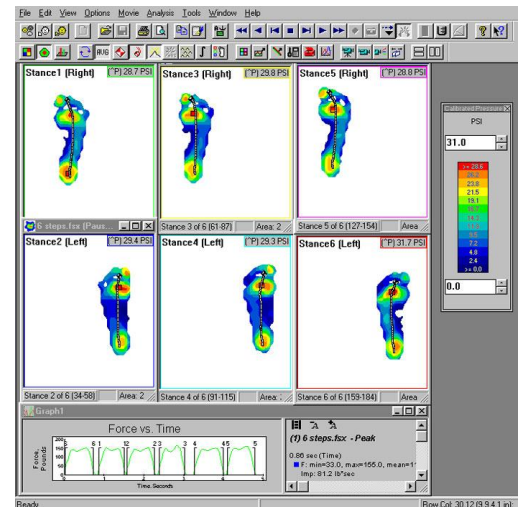 File Edit View Options Movie Analysis Tools Window Help
AVG
Stance1 (Right) (^P) 28.7 PSI
Stance3 (Right) (^P) 29.8 PSI
Stance5 (Right) (^P) 28.8 PSI
6 steps.fsx (Paus...
Stance 3 of 6 (61-87) Area: 2
Stance 5 of 6 (127-154) Area
Stance2 (Left) (^P) 29.4 PSI
Stance4 (Left) (^P) 29.3 PSI
Stance6 (Left) (^P) 31.7 PSI
Stance 2 of 6 (34-58) Area: 2
Stance 4 of 6 (91-115) Area:
Stance 6 of 6 (159-184) Area
Calibrated Pressure
PSI
31.0
>= 28.6
26.2
23.8
21.5
19.1
7.2
4.8
2.4
>= 0.0
0.0
Graph1
Force vs. Time
Force, Pounds
200
150
100
50
0
Time, Seconds
(1) 6 steps.fsx - Peak
0.86 sec (Time)
F: min=33.0, max=155.0, mean=1
Imp: 81.2 lb*sec
Ready
Row Col: 30,12 (9.9,4.1 in):